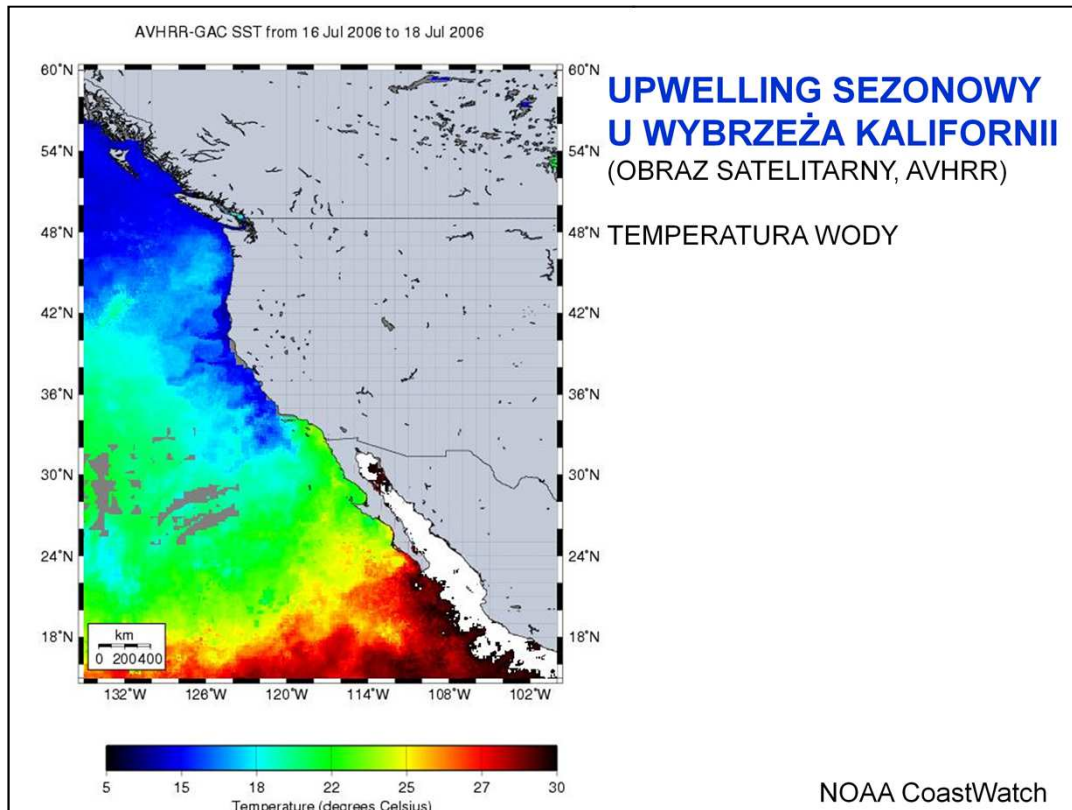 AVHRR-GAC SST from 16 Jul 2006 to 18 Jul 2006
UPWELLING SEZONOWY
U WYBRZEŻA KALIFORNII
(OBRAZ SATELITARNY, AVHRR)
TEMPERATURA WODY
60°N 60°N
54°N 54°N
48°N 48°N
42°N 42°N
36°N 36°N
30°N 30°N
24°N 24°N
18°N 18°N
km
0 200 400
132°W 126°W 120°W 114°W 108°W 102°W
5 15 18 22 25 27 30
Temperature (degrees Celsius)
NOAA CoastWatch